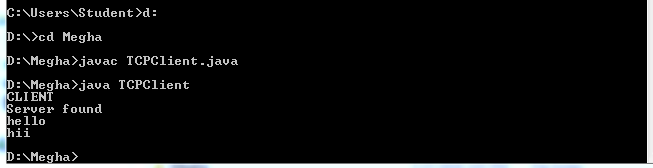 C:\Users\Student>d:
D:\>cd Megha
D:\Megha>javac TCPClient.java
D:\Megha>java TCPClient
CLIENT
Server found
hello
hii
D:\Megha>